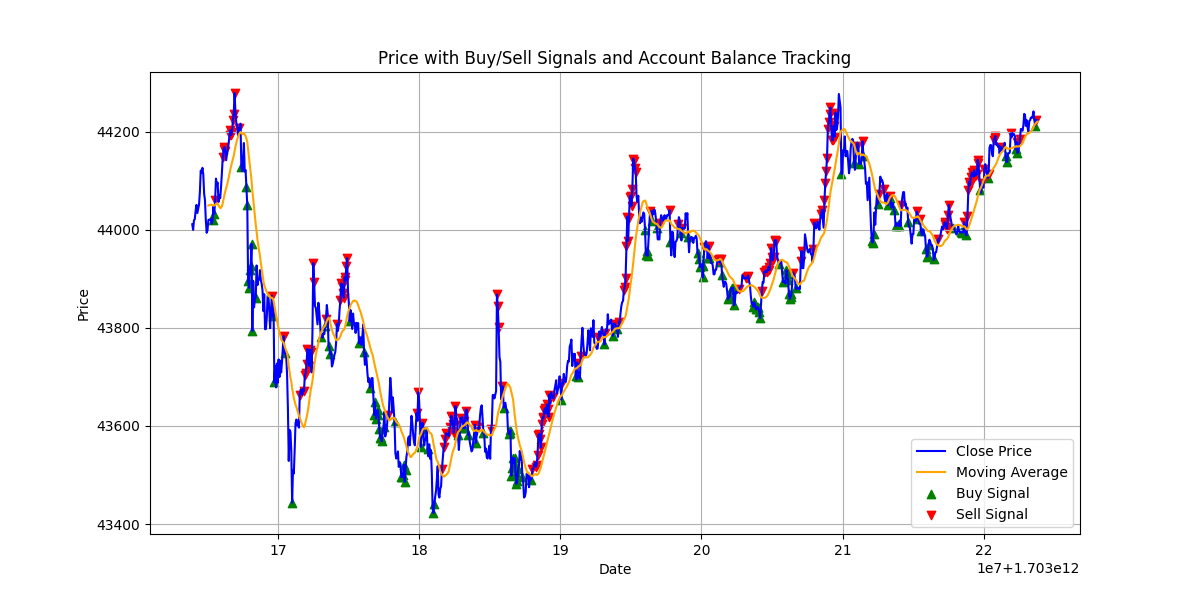 Price with Buy/Sell Signals and Account Balance Tracking
44200
44000
43800
43600
43400
Price
17
18
19
20
21
22
1e7+1.703e12
Date
Close Price
Moving Average
Buy Signal
Sell Signal